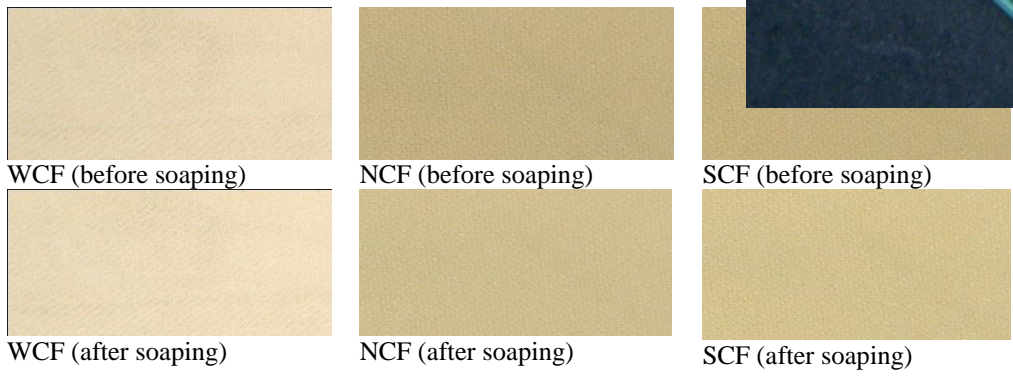 WCF (before soaping) NCF (before soaping) SCF (before soaping)
WCF (after soaping) NCF (after soaping) SCF (after soaping)